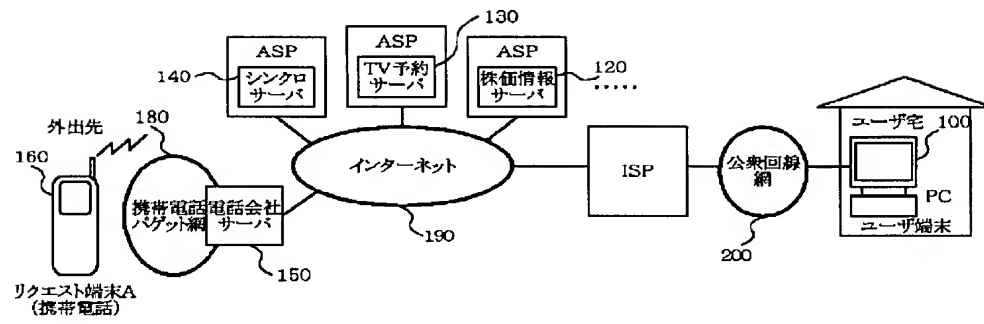 130
ASP
ASP
ASP
140
シンクロ
サーバ
TV予約
サーバ
株価情報
サーバ
120
.....
外出先
180
160
ユーザ宅
100
インターネット
ISP
公衆回線
網
PC
ユーザ端末
携帯電話
パケット網
電話会社
サーバ
190
200
150
リクエスト端末A
(携帯電話)